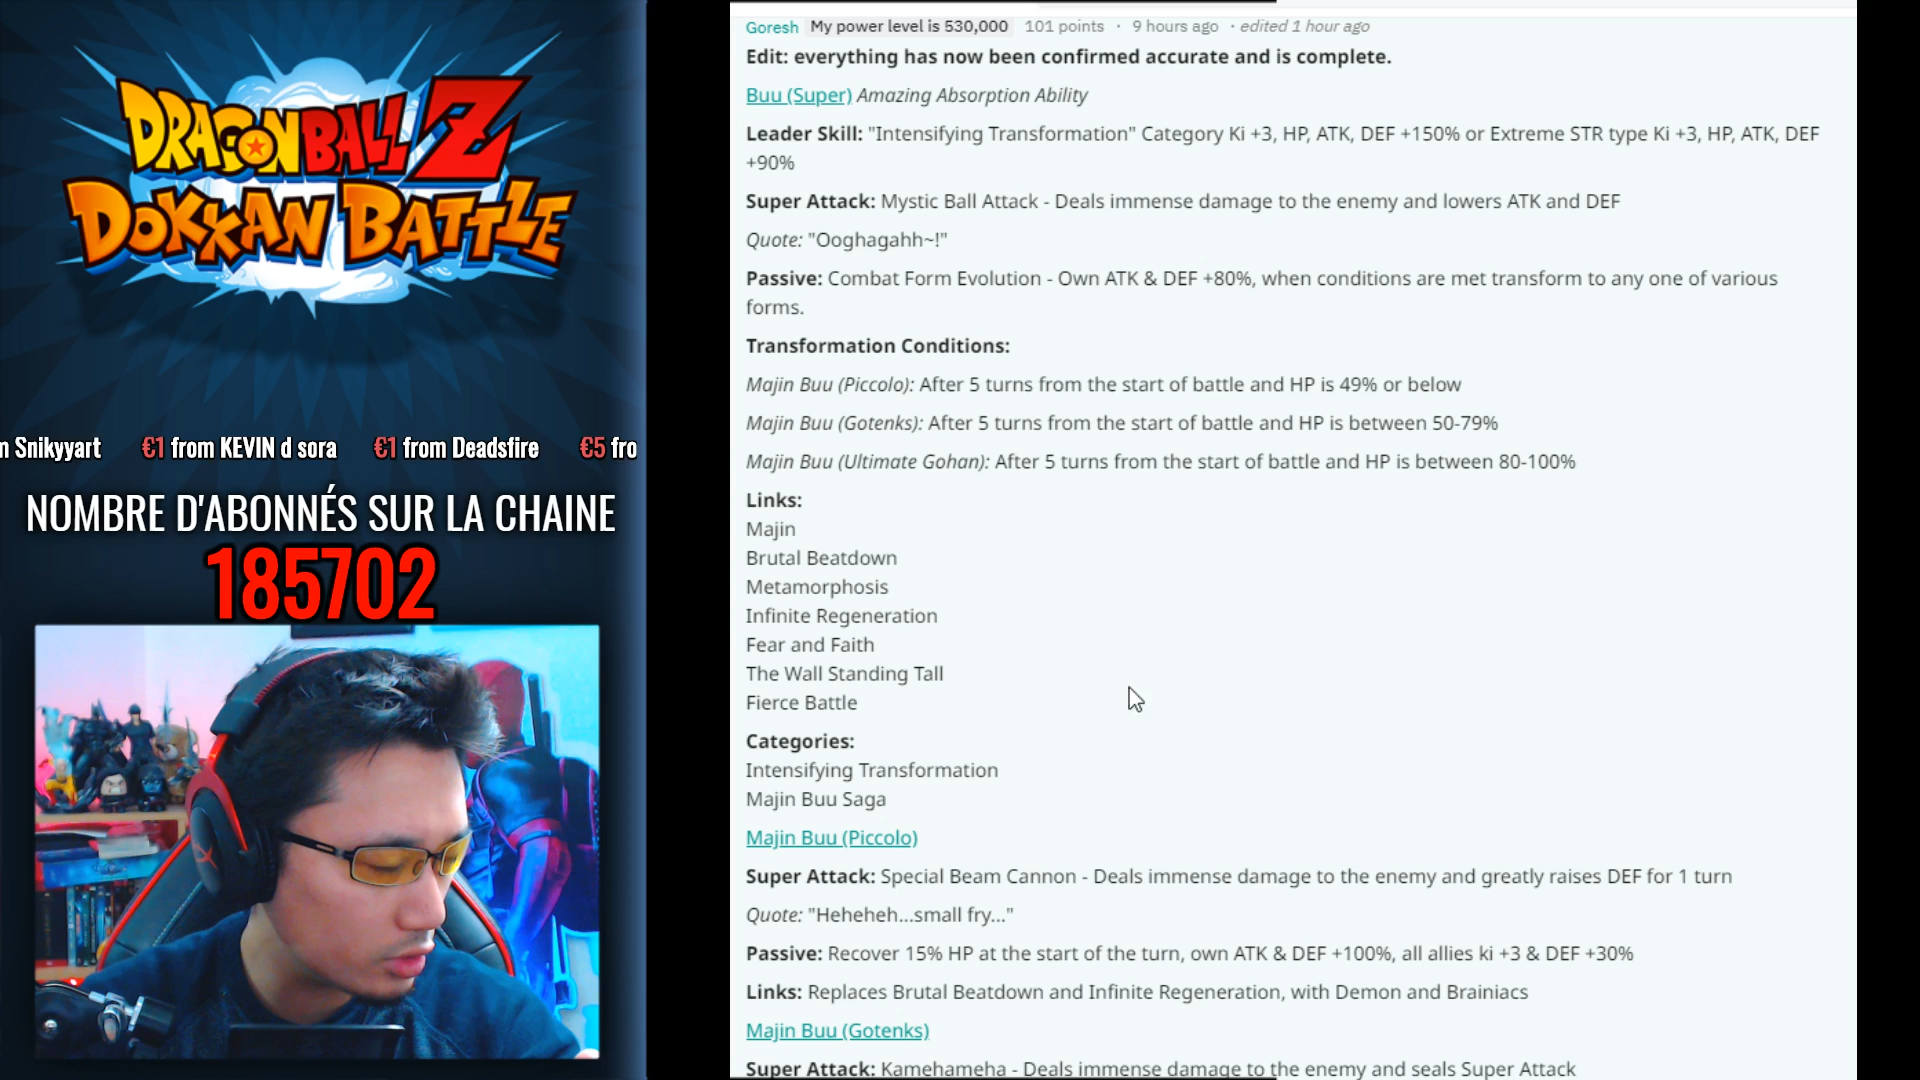 DRAGON BALL Z
DOKKAN BATTLE
m Snikyyart €1 from KEVIN d sora €1 from Deadsfire €5 fro
NOMBRE D'ABONNÉS SUR LA CHAINE
185702
Goresh My power level is 530,000 101 points · 9 hours ago · edited 1 hour ago
Edit: everything has now been confirmed accurate and is complete.
Buu (Super) Amazing Absorption Ability
Leader Skill: "Intensifying Transformation" Category Ki +3, HP, ATK, DEF +150% or Extreme STR type Ki +3, HP, ATK, DEF
+90%
Super Attack: Mystic Ball Attack - Deals immense damage to the enemy and lowers ATK and DEF
Quote: "Ooghagahh~!"
Passive: Combat Form Evolution - Own ATK & DEF +80%, when conditions are met transform to any one of various
forms.
Transformation Conditions:
Majin Buu (Piccolo): After 5 turns from the start of battle and HP is 49% or below
Majin Buu (Gotenks): After 5 turns from the start of battle and HP is between 50-79%
Majin Buu (Ultimate Gohan): After 5 turns from the start of battle and HP is between 80-100%
Links:
Majin
Brutal Beatdown
Metamorphosis
Infinite Regeneration
Fear and Faith
The Wall Standing Tall
Fierce Battle
Categories:
Intensifying Transformation
Majin Buu Saga
Majin Buu (Piccolo)
Super Attack: Special Beam Cannon - Deals immense damage to the enemy and greatly raises DEF for 1 turn
Quote: "Heheheh...small fry..."
Passive: Recover 15% HP at the start of the turn, own ATK & DEF +100%, all allies ki +3 & DEF +30%
Links: Replaces Brutal Beatdown and Infinite Regeneration, with Demon and Brainiacs
Majin Buu (Gotenks)
Super Attack: Kamehameha - Deals immense damage to the enemy and seals Super Attack